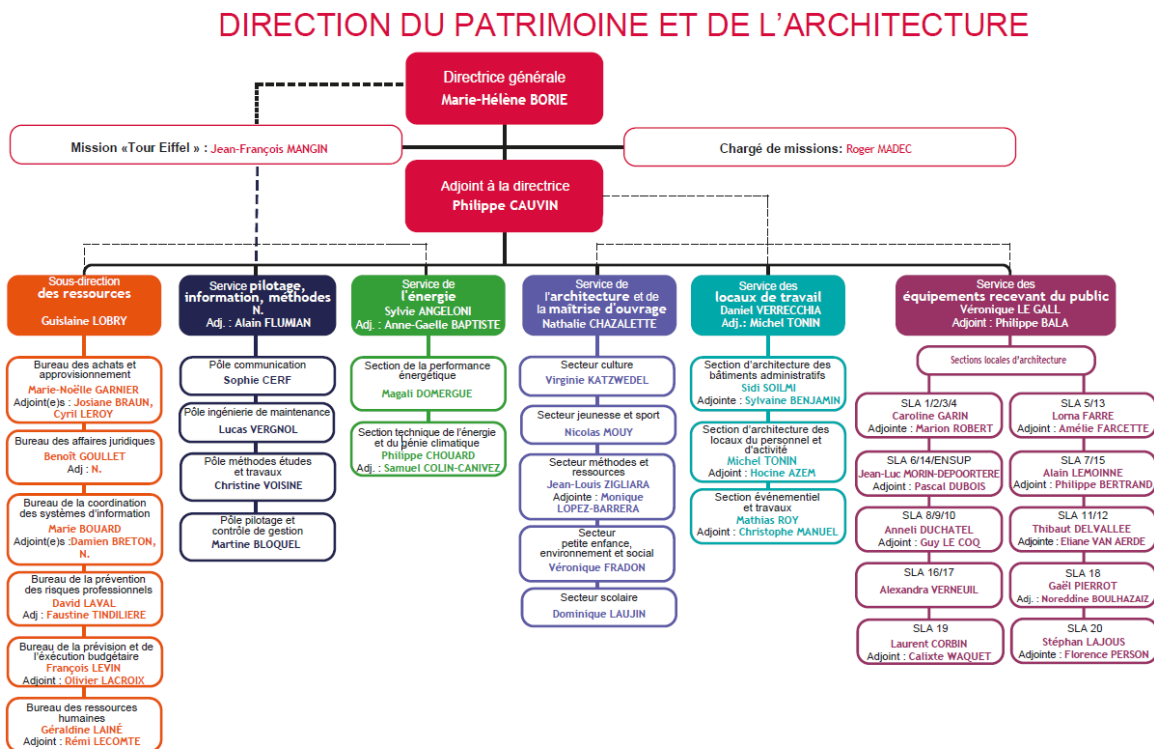 DIRECTION DU PATRIMOINE ET DE L'ARCHITECTURE
Directrice générale
Marie-Hélène BORIE
Mission «Tour Eiffel » : Jean-François MANGIN
Chargé de missions: Roger MADEC
Adjoint à la directrice
Philippe CAUVIN
Sous-direction
des ressources
Guislaine LOBRY
Bureau des achats et
approvisionnement
Marie-Noëlle GARNIER
Adjoint(e)s : Josiane BRAUN,
Cyril LEROY
Bureau des affaires juridiques
Benoît GOULLET
Adj : N.
Bureau de la coordination
des systèmes d'information
Marie BOUARD
Adjoint(e)s :Damien BRETON,
N.
Bureau de la prévention
des risques professionnels
David LAVAL
Adj : Faustine TINDILIERE
Bureau de la prévision et de
l'éxécution budgétaire
François LEVIN
Adjoint : Olivier LACROIX
Bureau des ressources
humaines
Géraldine LAINÉ
Adjoint : Rémi LECOMTE
Service pilotage,
information, méthodes
N.
Adj. : Alain FLUMIAN
Pôle communication
Sophie CERF
Pôle ingénierie de maintenance
Lucas VERGNOL
Pôle méthodes études
et travaux
Christine VOISINE
Pôle pilotage et
contrôle de gestion
Martine BLOQUEL
Service de
l'énergie
Sylvie ANGELONI
Adj. : Anne-Gaelle BAPTISTE
Section de la performance
énergétique
Magali DOMERGUE
Section technique de l'énergie
et du génie climatique
Philippe CHOUARD
Adj. : Samuel COLIN-CANIVEZ
Service de
l'architecture et de
la maîtrise d'ouvrage
Nathalie CHAZALETTE
Secteur culture
Virginie KATZWEDEL
Secteur jeunesse et sport
Nicolas MOUY
Secteur méthodes et
ressources
Jean-Louis ZIGLIARA
Adjointe : Monique
LOPEZ-BARRERA
Secteur
petite enfance,
environnement et social
Véronique FRADON
Secteur scolaire
Dominique LAUJIN
Service des
locaux de travail
Daniel VERRECCHIA
Adj.: Michel TONIN
Section d'architecture des
bâtiments administratifs
Sidi SOILMI
Adjointe : Sylvaine BENJAMIN
Section d'architecture des
locaux du personnel et
d'activité
Michel TONIN
Adjoint : Hocine AZEM
Section événementiel
et travaux
Mathias ROY
Adjoint : Christophe MANUEL
Service des
équipements recevant du public
Véronique LE GALL
Adjoint : Philippe BALA
Sections locales d'architecture
SLA 1/2/3/4
Caroline GARIN
Adjointe : Marion ROBERT
SLA 6/14/ENSUP
Jean-Luc MORIN-DEPOORTERE
Adjoint : Pascal DUBOIS
SLA 8/9/10
Anneli DUCHATEL
Adjoint : Guy LE COQ
SLA 16/17
Alexandra VERNEUIL
SLA 19
Laurent CORBIN
Adjoint : Calixte WAQUET
SLA 5/13
Lorna FARRE
Adjoint : Amélie FARCETTE
SLA 7/15
Alain LEMOINNE
Adjoint : Philippe BERTRAND
SLA 11/12
Thibaut DELVALLEE
Adjointe : Eliane VAN AERDE
SLA 18
Gaël PIERROT
Adj. : Noreddine BOULHAZAIZ
SLA 20
Stéphan LAJOUS
Adjointe : Florence PERSON